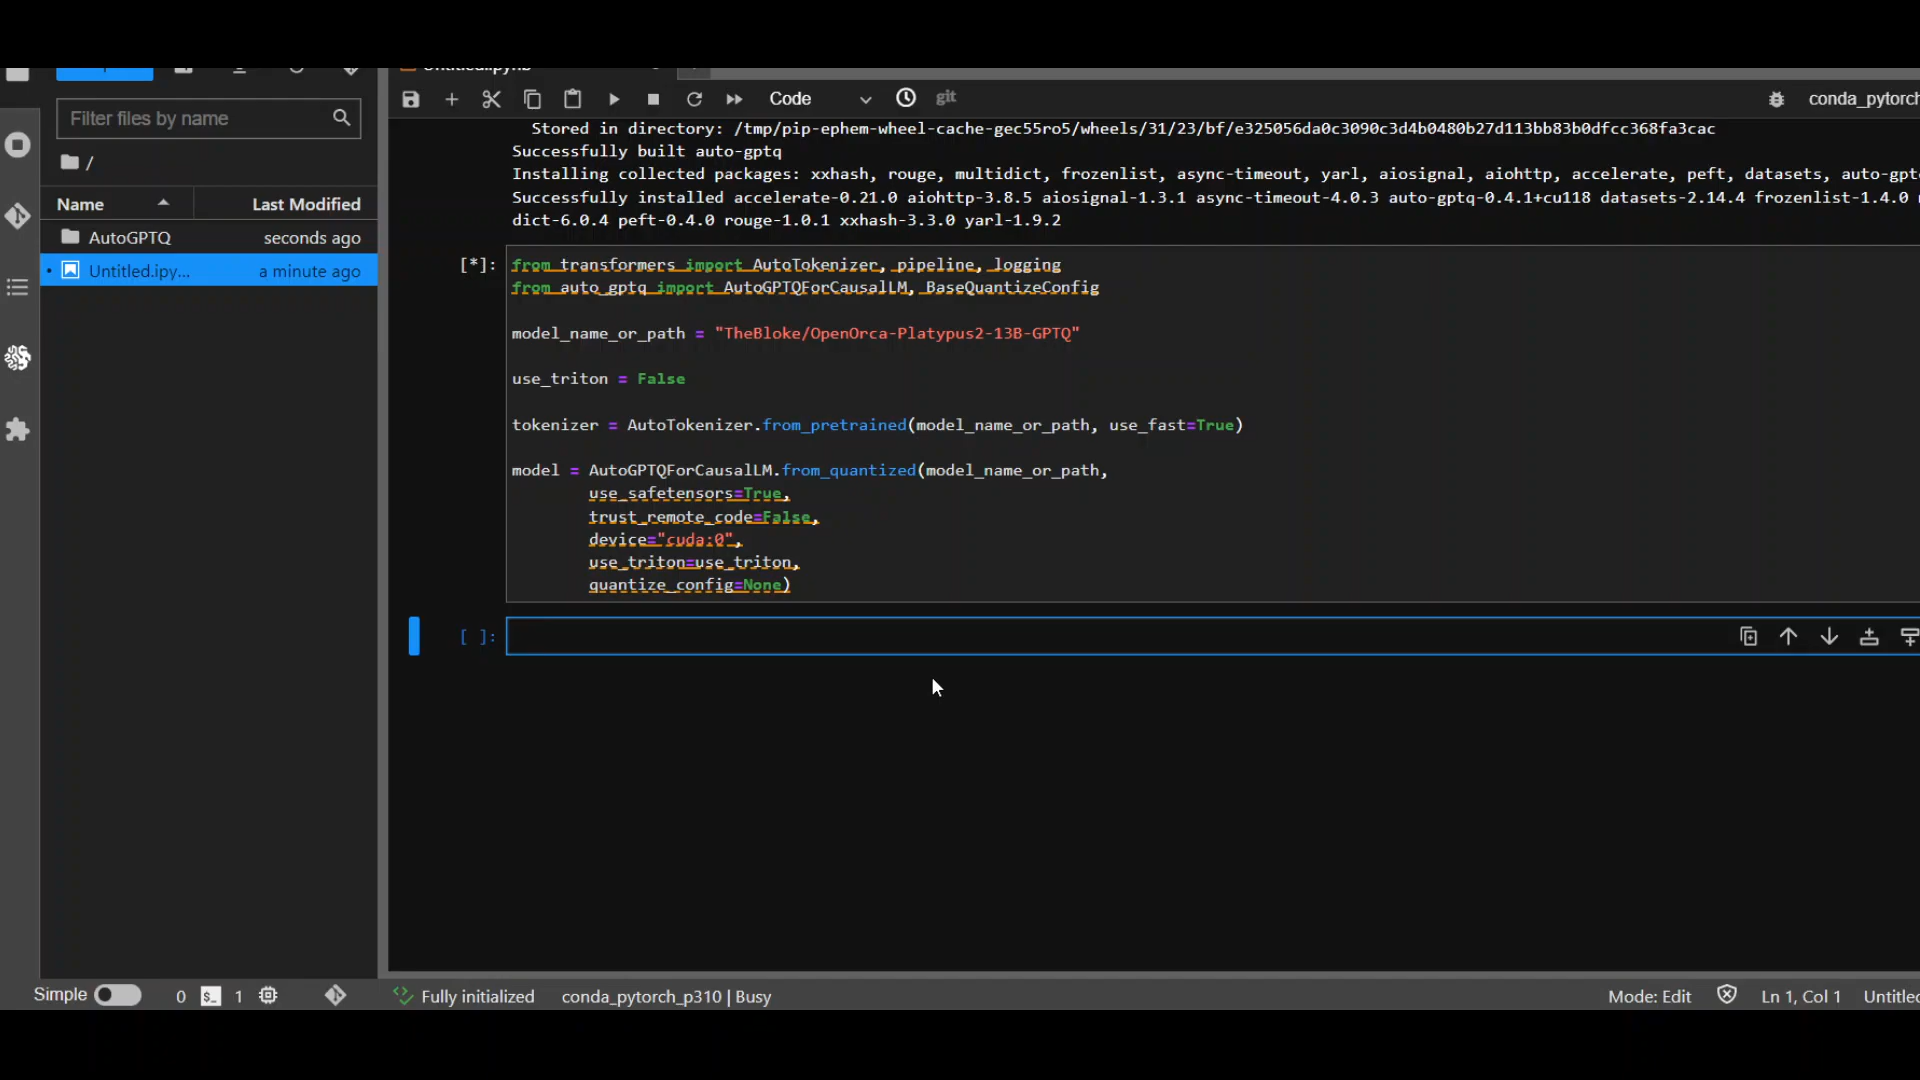 Untitled.ipynb
Code
git
conda_pytorch
Filter files by name
/
Name
Last Modified
AutoGPTQ
seconds ago
Untitled.ipy...
a minute ago
Stored in directory: /tmp/pip-ephem-wheel-cache-gec55ro5/wheels/31/23/bf/e325056da0c3090c3d4b0480b27d113bb83b0dfcc368fa3cac
Successfully built auto-gptq
Installing collected packages: xxhash, rouge, multidict, frozenlist, async-timeout, yarl, aiosignal, aiohttp, accelerate, peft, datasets, auto-gpt
Successfully installed accelerate-0.21.0 aiohttp-3.8.5 aiosignal-1.3.1 async-timeout-4.0.3 auto-gptq-0.4.1+cu118 datasets-2.14.4 frozenlist-1.4.0
dict-6.0.4 peft-0.4.0 rouge-1.0.1 xxhash-3.3.0 yarl-1.9.2
[*]: from transformers import AutoTokenizer, pipeline, logging
from auto_gptq import AutoGPTQForCausalLM, BaseQuantizeConfig
model_name_or_path = "TheBloke/OpenOrca-Platypus2-13B-GPTQ"
use_triton = False
tokenizer = AutoTokenizer.from_pretrained(model_name_or_path, use_fast=True)
model = AutoGPTQForCausalLM.from_quantized(model_name_or_path,
use_safetensors=True,
trust_remote_code=False,
device="cuda:0",
use_triton=use_triton,
quantize_config=None)
[ ]:
Simple
0
1
Fully initialized
conda_pytorch_p310 | Busy
Mode: Edit
Ln 1, Col 1
Untitled